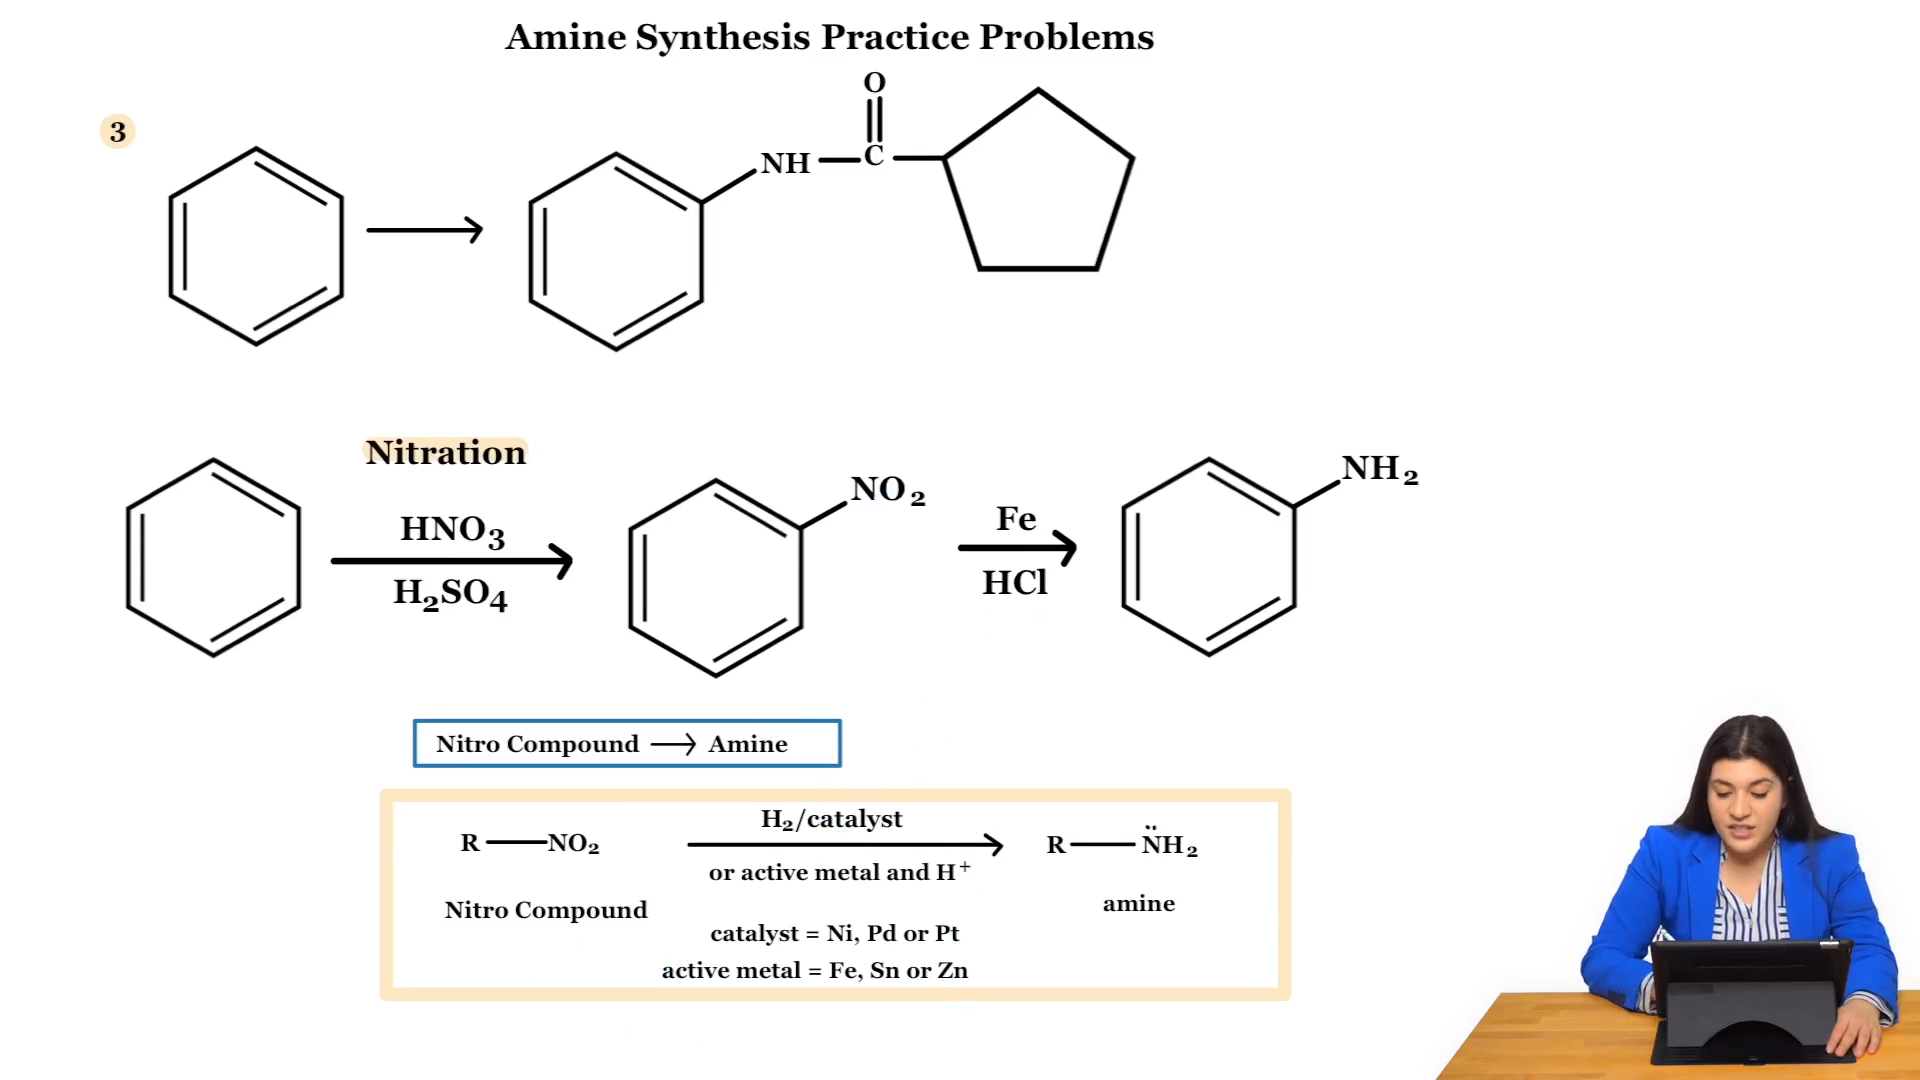 Amine Synthesis Practice Problems
3
O
NH C
Nitration
HNO3
H2SO4
NO2
Fe
HCl
NH2
Nitro Compound → Amine
R NO2
H2/catalyst
or active metal and H+
R N̈H2
Nitro Compound
amine
catalyst = Ni, Pd or Pt
active metal = Fe, Sn or Zn